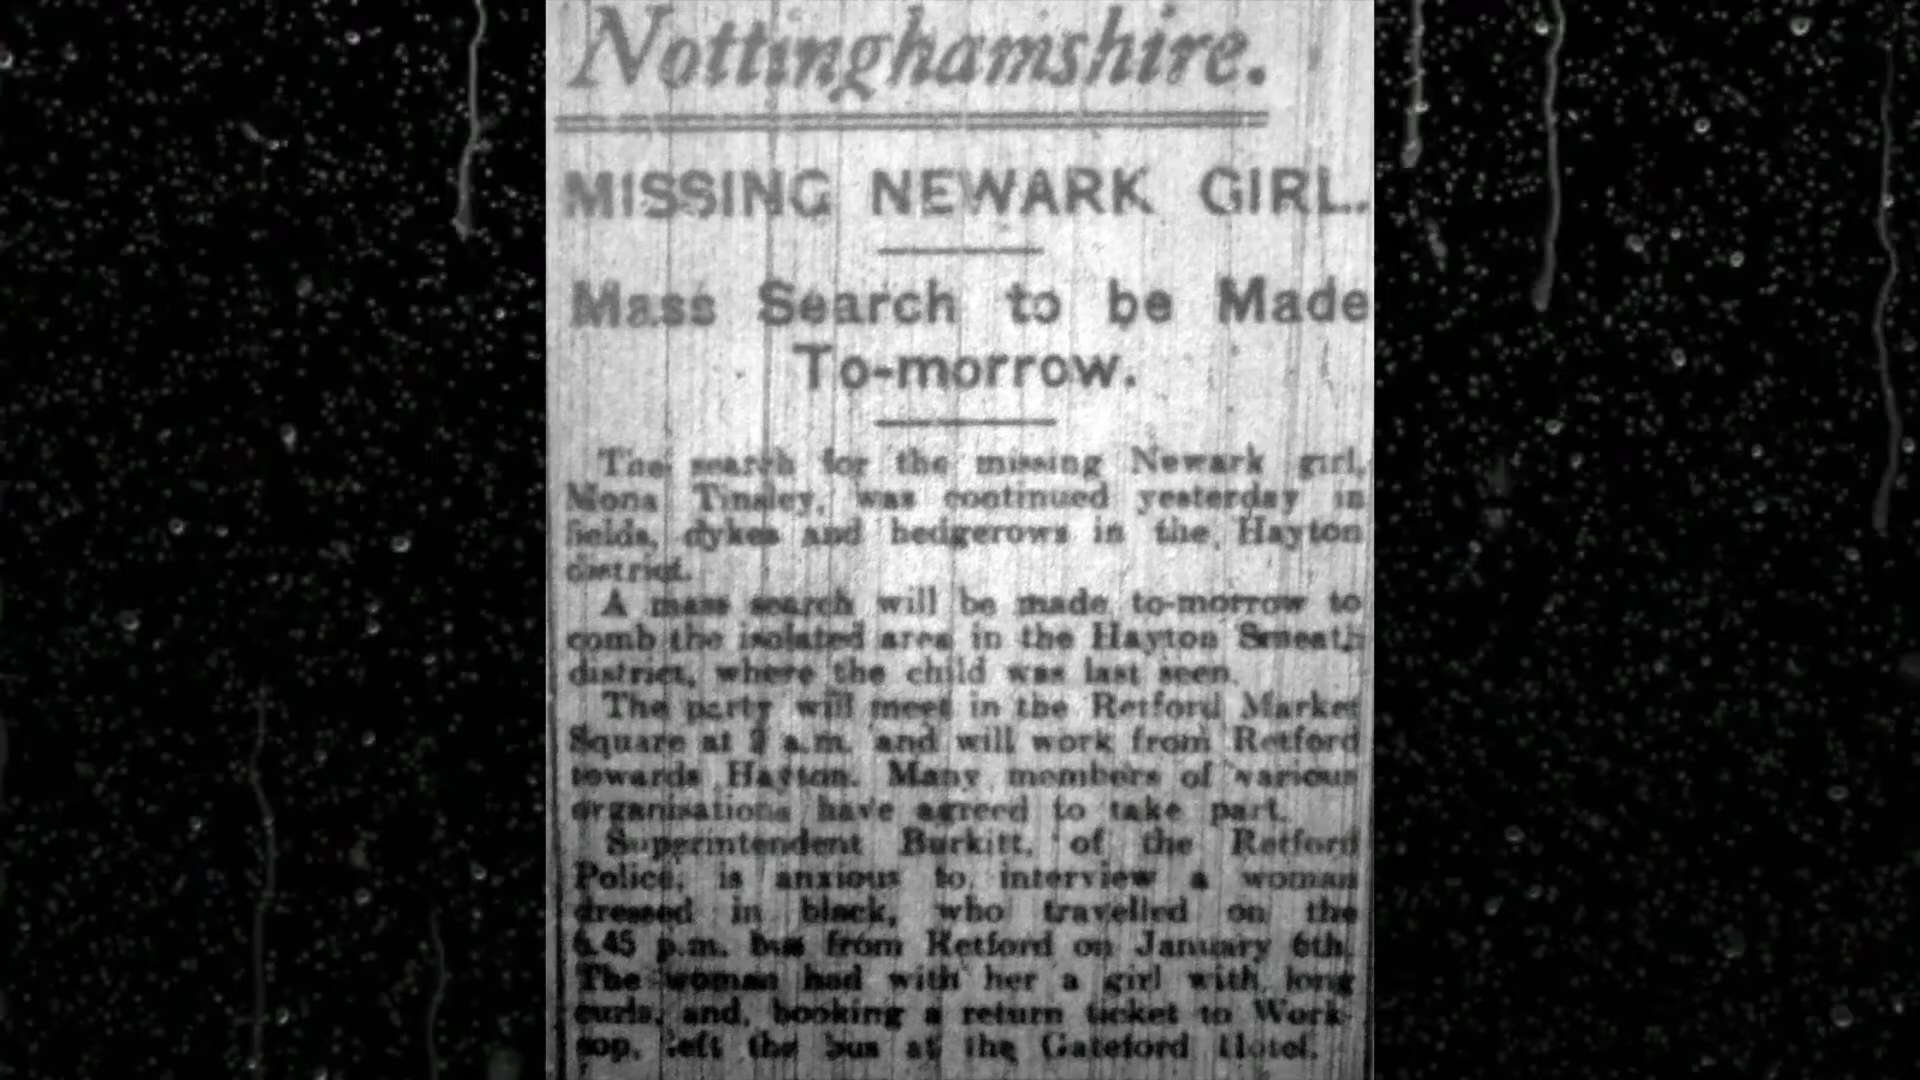 Nottinghamshire.
MISSING NEWARK GIRL.
Mass Search to be Made
To-morrow.
The search for the missing Newark girl,
Mona Tinsley, was continued yesterday in
fields, dykes and hedgerows in the Hayton
district.
A mass search will be made to-morrow to
comb the isolated area in the Hayton Smeath
district, where the child was last seen.
The party will meet in the Retford Market
Square at a.m. and will work from Retford
towards Hayton. Many members of various
organisations have agreed to take part.
Superintendent Burkitt, of the Retford
Police, is anxious to interview a woman
dressed in black, who travelled on the
6.45 p.m. bus from Retford on January 6th.
The woman had with her a girl with long
curls, and, booking a return ticket to Work-
sop, left the bus at the Gateford Hotel.